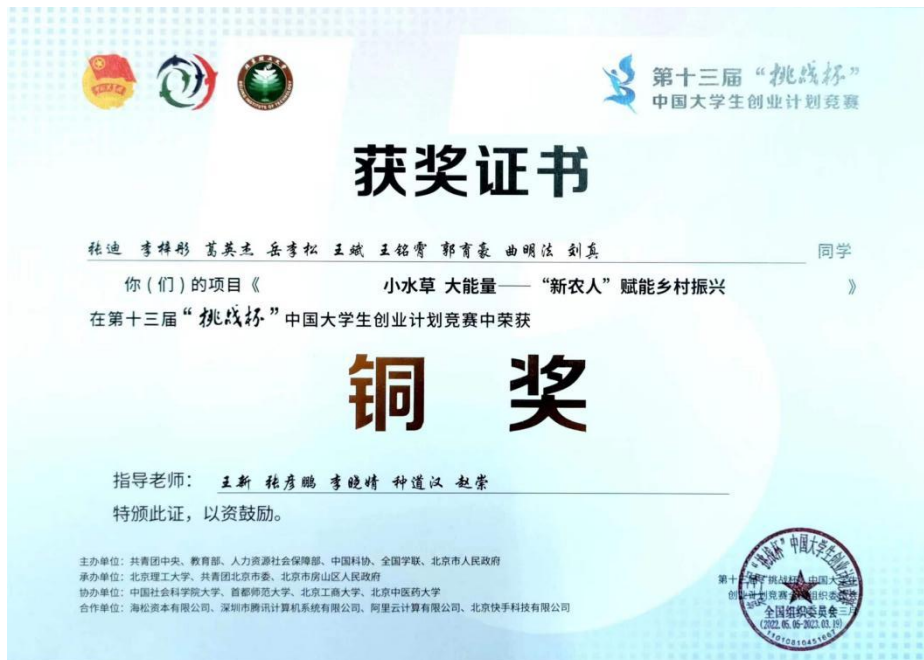 第十三届“挑战杯”
中国大学生创业计划竞赛
获奖证书
张迪 李梓彤 葛英杰 岳李松 王斌 王铭霄 郭育豪 曲明法 刘真 同学
你（们）的项目《 小水草 大能量——“新农人”赋能乡村振兴 》
在第十三届“挑战杯”中国大学生创业计划竞赛中荣获
铜 奖
指导老师： 王新 张彦鹏 李晓婧 种道汉 赵崇
特颁此证，以资鼓励。
主办单位：共青团中央、教育部、人力资源社会保障部、中国科协、全国学联、北京市人民政府
承办单位：北京理工大学、共青团北京市委、北京市房山区人民政府
协办单位：中国社会科学院大学、首都师范大学、北京工商大学、北京中医药大学
合作单位：海松资本有限公司、深圳市腾讯计算机系统有限公司、阿里云计算有限公司、北京快手科技有限公司
全国组织委员会
(2022.05.05-2023.03.19)